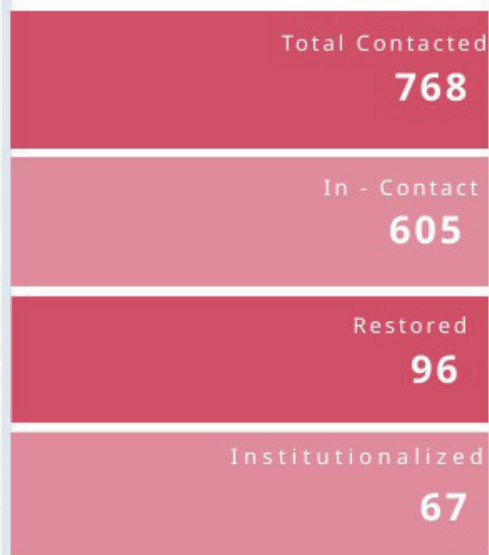 Total Contacted
768
In - Contact
605
Restored
96
Institutionalized
67